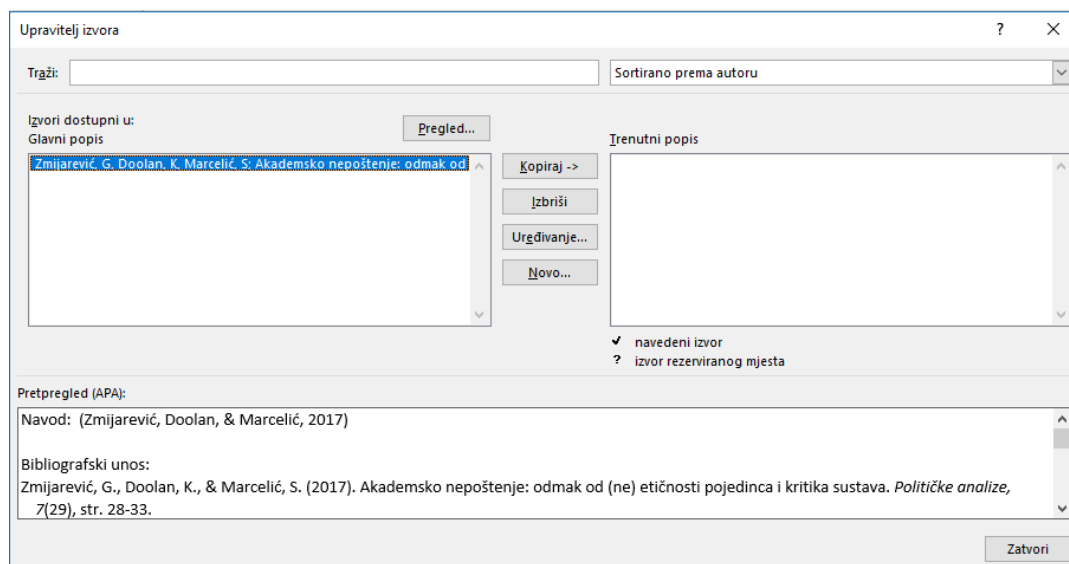 Upravitelj izvora
?
Traži:
Sortirano prema autoru
Izvori dostupni u:
Glavni popis
Pregled...
Trenutni popis
Zmijarević, G, Doolan, K, Marcelić, S; Akademsko nepoštenje: odmak od
Kopiraj ->
Izbriši
Uređivanje...
Novo...
navedeni izvor
? izvor rezerviranog mjesta
Pretpregled (APA):
Navod: (Zmijarević, Doolan, & Marcelić, 2017)
Bibliografski unos:
Zmijarević, G., Doolan, K., & Marcelić, S. (2017). Akademsko nepoštenje: odmak od (ne) etičnosti pojedinca i kritika sustava. Političke analize,
7(29), str. 28-33.
Zatvori